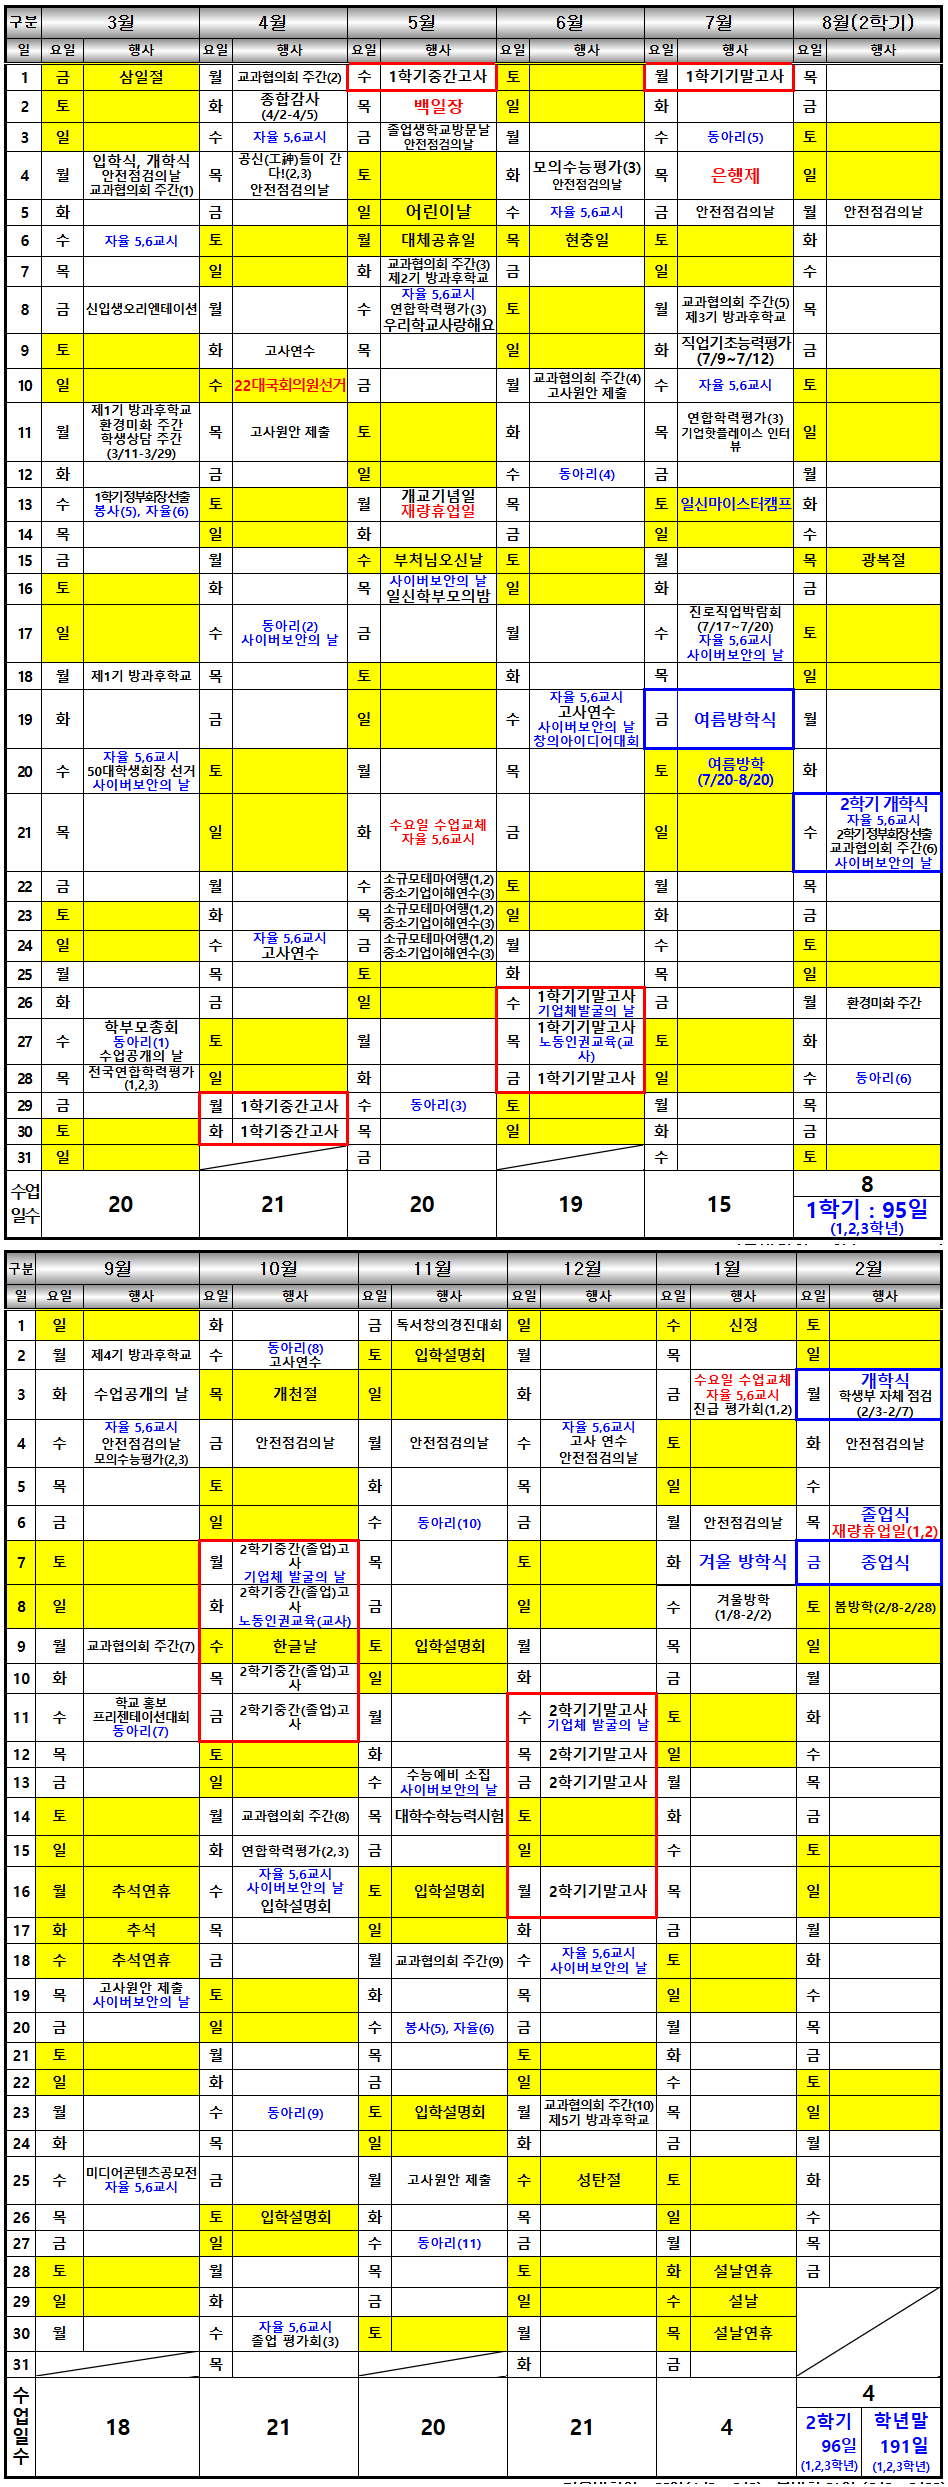 구분 3월 4월 5월 6월 7월 8월(2학기)
일 요일 행사 요일 행사 요일 행사 요일 행사 요일 행사 요일 행사
1 금 삼일절 월 교과협의회 주간(2) 수 1학기중간고사 토 월 1학기기말고사 목
2 토 화 종합감사 목 백일장 일 화 금
(4/2-4/5)
3 일 수 자율 5,6교시 금 졸업생학교방문날 월 수 동아리(5) 토
안전점검의날
4 월 입학식, 개학식 목 공신(工神)들이 간 토 화 모의수능평가(3) 목 은행제 일
안전점검의날 다!(2,3) 안전점검의날
교과협의회 주간(1) 안전점검의날
5 화 금 일 어린이날 수 자율 5,6교시 금 안전점검의날 월 안전점검의날
6 수 자율 5,6교시 토 월 대체공휴일 목 현충일 토 화
7 목 일 화 교과협의회 주간(3) 금 일 수
제2기 방과후학교
8 금 신입생오리엔테이션 월 수 자율 5,6교시 토 월 교과협의회 주간(5) 목
연합학력평가(3) 제3기 방과후학교
우리학교사랑해요
9 토 화 고사연수 목 일 화 직업기초능력평가 금
(7/9~7/12)
10 일 수 22대국회의원선거 금 월 교과협의회 주간(4) 수 자율 5,6교시 토
고사원안 제출
11 월 제1기 방과후학교 목 고사원안 제출 토 화 목 연합학력평가(3) 일
환경미화 주간 기업핫플레이스 인터
학생상담 주간 뷰
(3/11-3/29)
12 화 금 일 수 동아리(4) 금 월
13 수 1학기정부회장선출 토 월 개교기념일 목 토 일신마이스터캠프 화
봉사(5), 자율(6) 재량휴업일
14 목 일 화 금 일 수
15 금 월 수 부처님오신날 토 월 목 광복절
16 토 화 목 사이버보안의 날 일 화 금
일신학부모의밤
17 일 수 동아리(2) 금 월 수 진로직업박람회 토
사이버보안의 날 (7/17~7/20)
자율 5,6교시
사이버보안의 날
18 월 제1기 방과후학교 목 토 화 목 일
19 화 금 일 수 자율 5,6교시 금 여름방학식 월
고사연수
사이버보안의 날
창의아이디어대회
20 수 자율 5,6교시 토 월 목 토 여름방학 화
50대학생회장 선거 (7/20-8/20)
사이버보안의 날
21 목 일 화 수요일 수업교체 금 일 수 2학기 개학식
자율 5,6교시 자율 5,6교시
2학기정부회장선출
교과협의회 주간(6)
사이버보안의 날
22 금 월 수 소규모테마여행(1,2) 토 월 목
중소기업이해연수(3)
23 토 화 목 소규모테마여행(1,2) 일 화 금
중소기업이해연수(3)
24 일 수 자율 5,6교시 금 소규모테마여행(1,2) 월 수 토
고사연수 중소기업이해연수(3)
25 월 목 토 화 목 일
26 화 금 일 수 1학기기말고사 금 월 환경미화 주간
기업체발굴의 날
27 수 학부모총회 토 월 목 1학기기말고사 토 화
동아리(1) 노동인권교육(교
수업공개의 날 사)
28 목 전국연합학력평가 일 화 금 1학기기말고사 일 수 동아리(6)
(1,2,3)
29 금 월 1학기중간고사 수 동아리(3) 토 월 목
30 토 화 1학기중간고사 목 일 화 금
31 일 금 수 토
수업 20 21 20 19 15 8
일수 1학기 : 95일
(1,2,3학년)
구분 9월 10월 11월 12월 1월 2월
일 요일 행사 요일 행사 요일 행사 요일 행사 요일 행사 요일 행사
1 일 화 금 독서창의경진대회 일 수 신정 토
2 월 제4기 방과후학교 수 동아리(8) 토 입학설명회 월 목 일
고사연수
3 화 수업공개의 날 목 개천절 일 화 금 수요일 수업교체 월 개학식
자율 5,6교시 학생부 자체 점검
진급 평가회(1,2) (2/3-2/7)
4 수 자율 5,6교시 금 안전점검의날 월 안전점검의날 수 자율 5,6교시 토 화 안전점검의날
안전점검의날 고사 연수
모의수능평가(2,3) 안전점검의날
5 목 토 화 목 일 수
6 금 일 수 동아리(10) 금 월 안전점검의날 목 졸업식
재량휴업일(1,2)
7 토 월 2학기중간(졸업)고 목 토 화 겨울 방학식 금 종업식
사
기업체 발굴의 날
8 일 화 2학기중간(졸업)고 금 일 수 겨울방학 토 봄방학(2/8-2/28)
사 (1/8-2/2)
노동인권교육(교사)
9 월 교과협의회 주간(7) 수 한글날 토 입학설명회 월 목 일
10 화 목 2학기중간(졸업)고 일 화 금 월
사
11 수 학교 홍보 금 2학기중간(졸업)고 월 수 2학기기말고사 토 화
프리젠테이션대회 사 기업체 발굴의 날
동아리(7)
12 목 토 화 목 2학기기말고사 일 수
13 금 일 수 수능예비 소집 금 2학기기말고사 월 목
사이버보안의 날
14 토 월 교과협의회 주간(8) 목 대학수학능력시험 토 화 금
15 일 화 연합학력평가(2,3) 금 일 수 토
16 월 추석연휴 수 자율 5,6교시 토 입학설명회 월 2학기기말고사 목 일
사이버보안의 날
입학설명회
17 화 추석 목 일 화 금 월
18 수 추석연휴 금 월 교과협의회 주간(9) 수 자율 5,6교시 토 화
사이버보안의 날
19 목 고사원안 제출 토 화 목 일 수
사이버보안의 날
20 금 일 수 봉사(5), 자율(6) 금 월 목
21 토 월 목 토 화 금
22 일 화 금 일 수 토
23 월 수 동아리(9) 토 입학설명회 월 교과협의회 주간(10) 목 일
제5기 방과후학교
24 화 목 일 화 금 월
25 수 미디어콘텐츠공모전 금 월 고사원안 제출 수 성탄절 토 화
자율 5,6교시
26 목 토 입학설명회 화 목 일 수
27 금 일 수 동아리(11) 금 월 목
28 토 월 목 토 화 설날연휴 금
29 일 화 금 일 수 설날
30 월 수 자율 5,6교시 토 월 목 설날연휴
졸업 평가회(3)
31 목 화 금
수업일수 18 21 20 21 4 4
2학기 학년말
96일 191일
(1,2,3학년) (1,2,3학년)